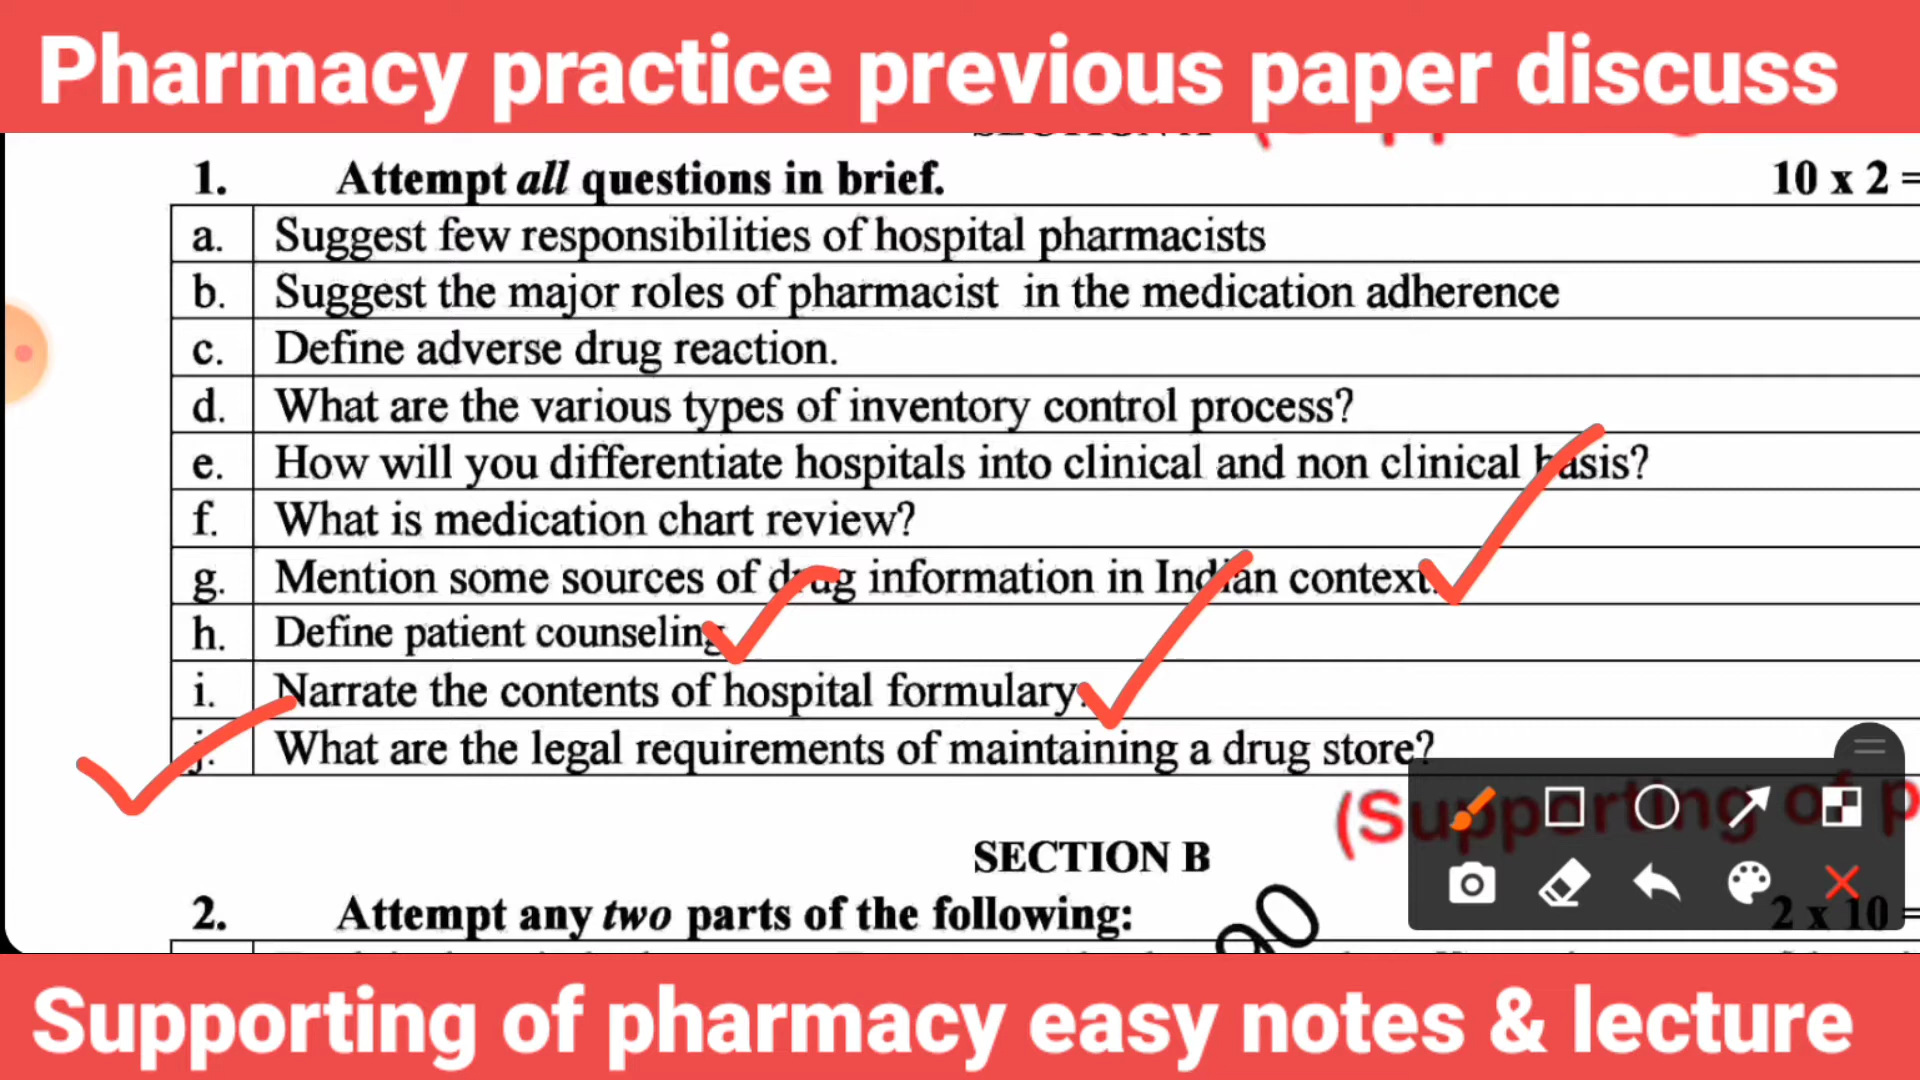 Pharmacy practice previous paper discuss
1. Attempt all questions in brief. 10 x 2 =
a. Suggest few responsibilities of hospital pharmacists
b. Suggest the major roles of pharmacist in the medication adherence
c. Define adverse drug reaction.
d. What are the various types of inventory control process?
e. How will you differentiate hospitals into clinical and non clinical basis?
f. What is medication chart review?
g. Mention some sources of drug information in Indian context.
h. Define patient counseling
i. Narrate the contents of hospital formulary.
j. What are the legal requirements of maintaining a drug store?
(Supporting of p
SECTION B
2. Attempt any two parts of the following: 2 x 10 =
90
Supporting of pharmacy easy notes & lecture